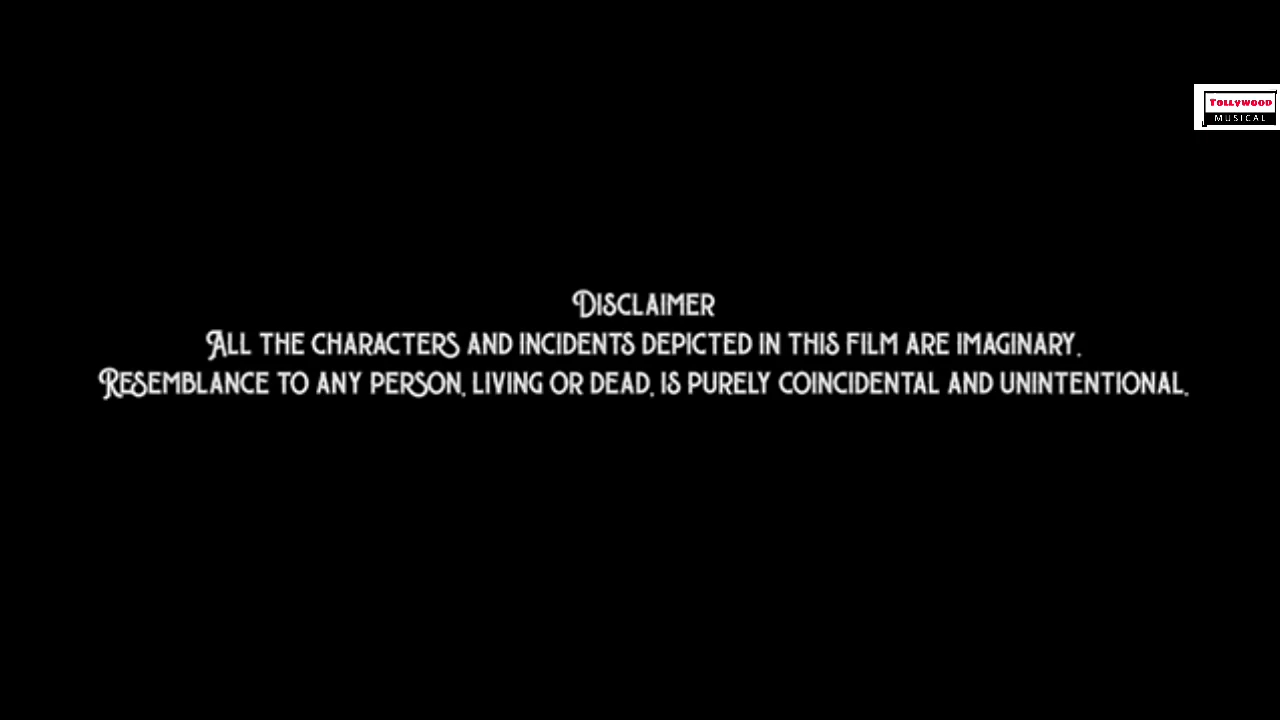 Tollywood
MUSICAL
Disclaimer
All the characters and incidents depicted in this film are imaginary.
Resemblance to any person, living or dead, is purely coincidental and unintentional.